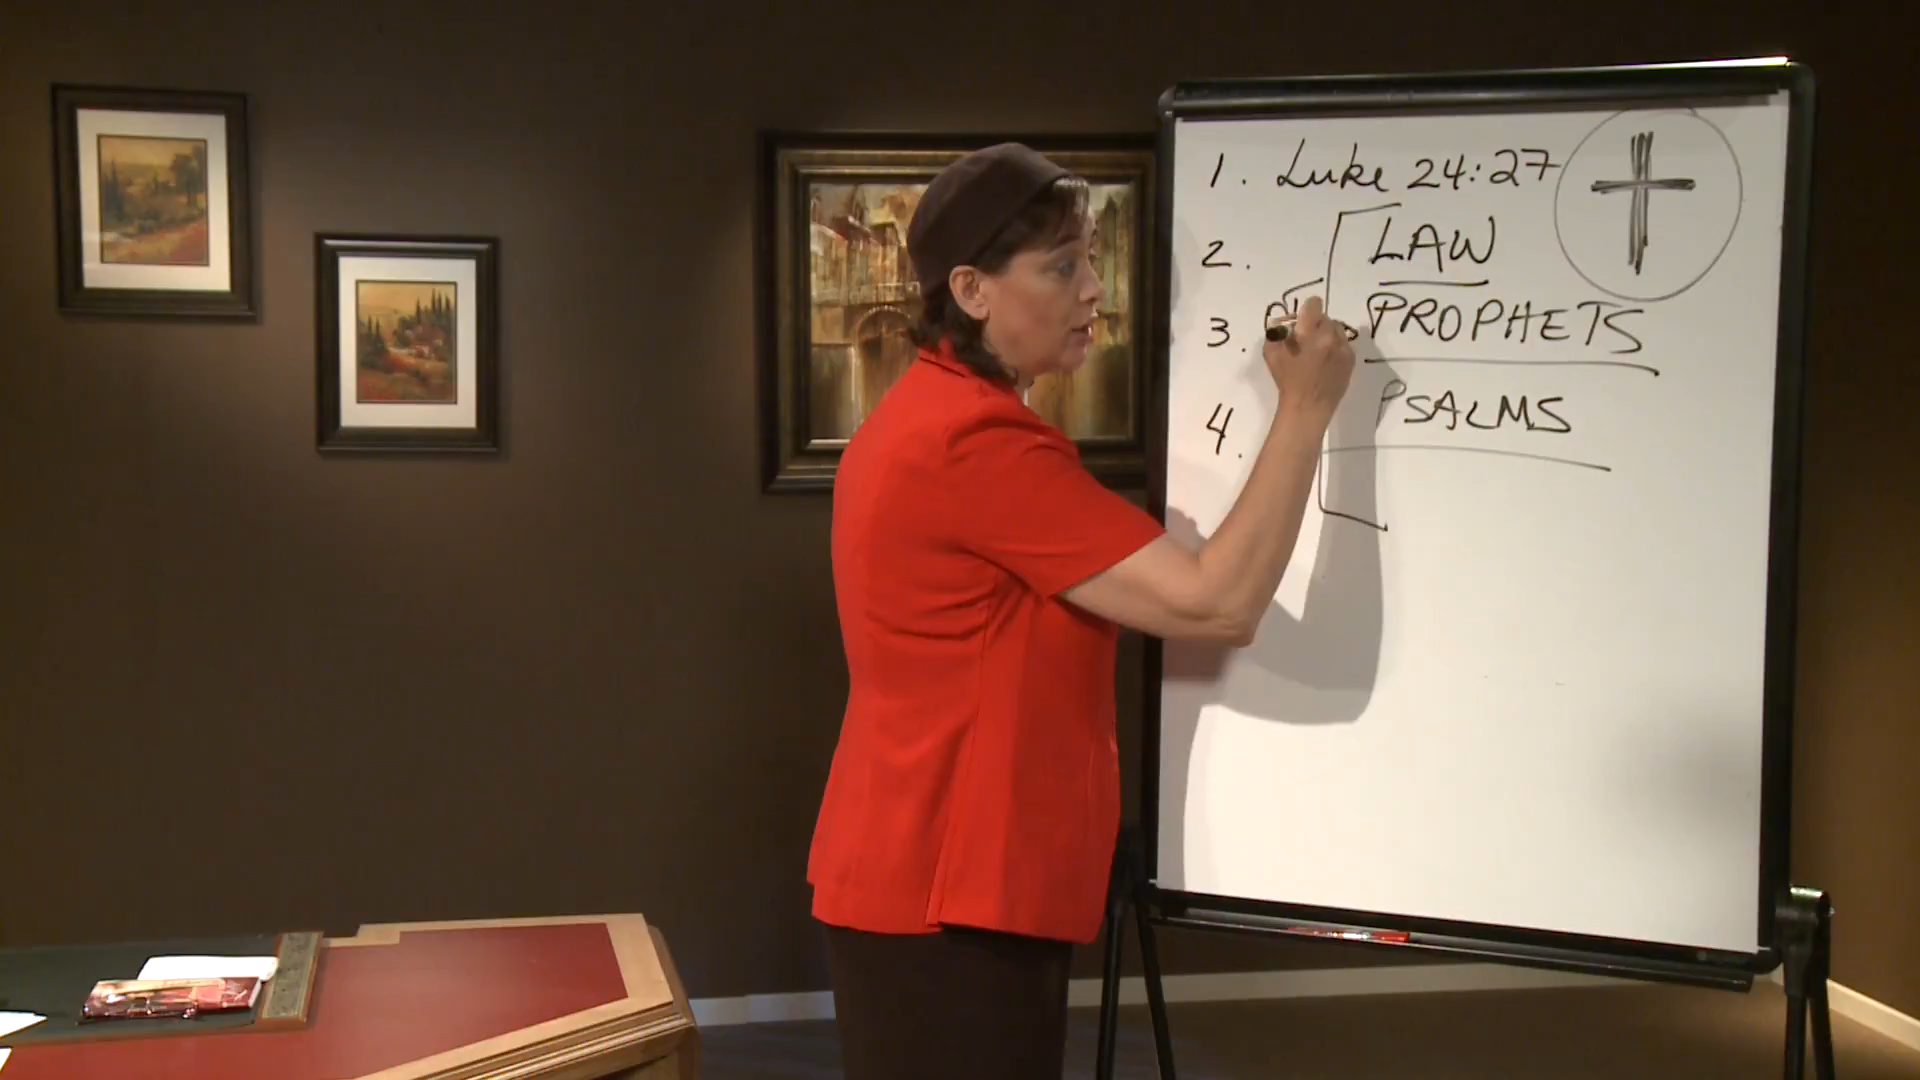 1. Luke 24:27
2. LAW
3. PROPHETS
4. PSALMS